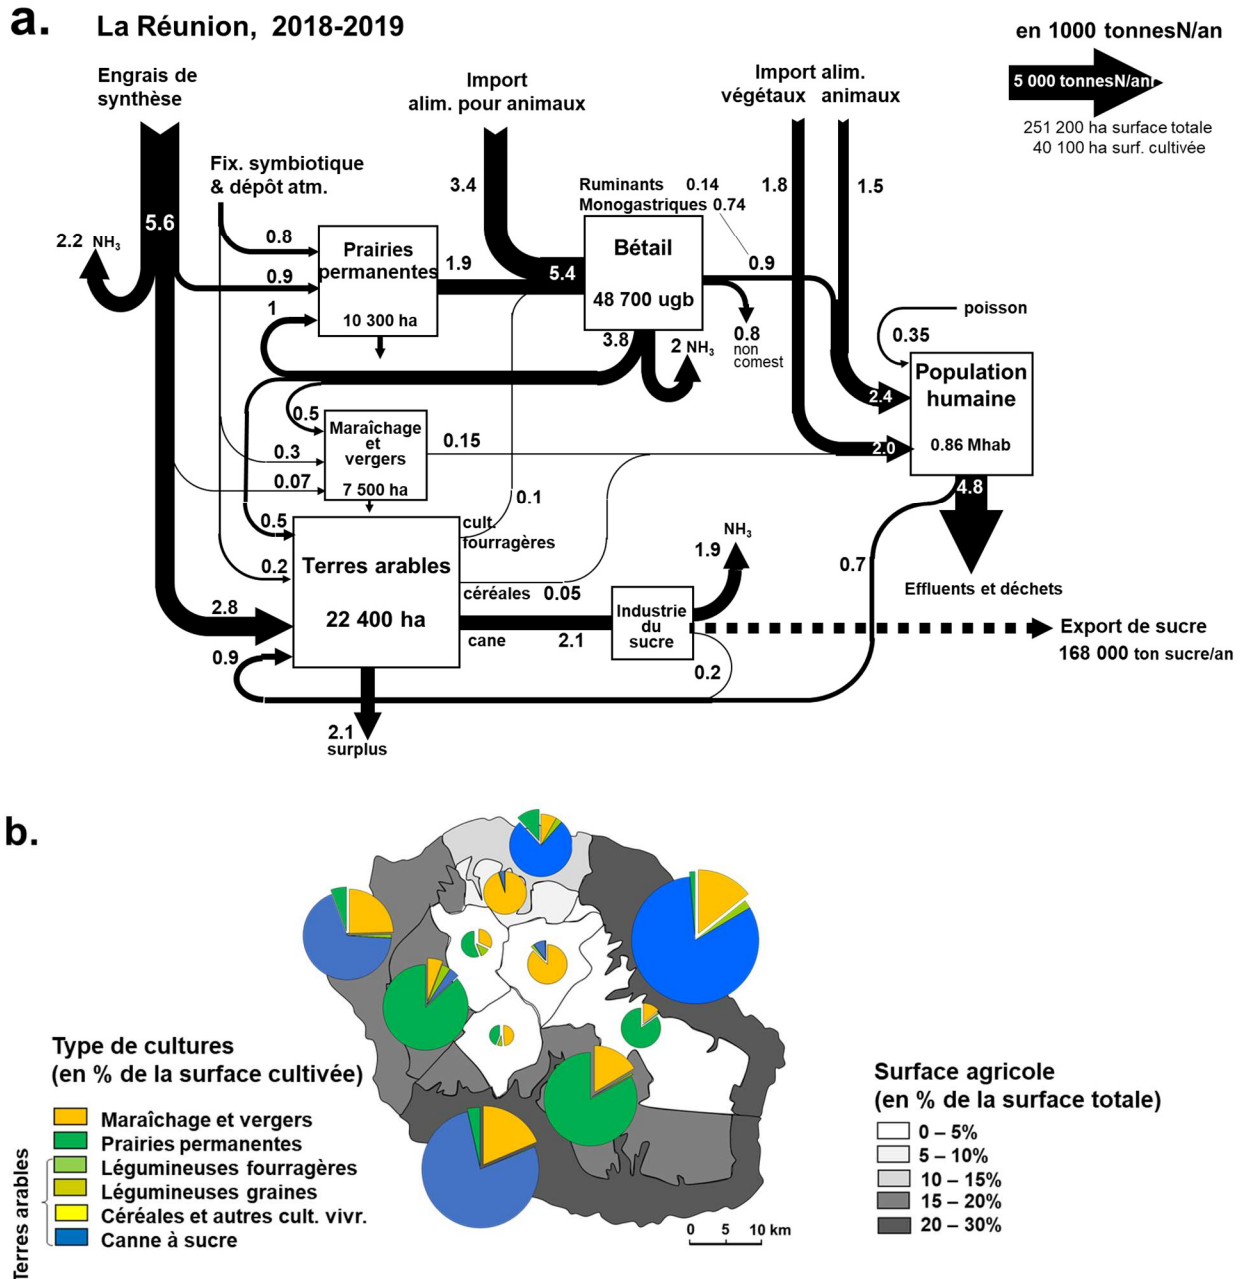 a.
La Réunion, 2018-2019
en 1000 tonnesN/an
5 000 tonnesN/an
251 200 ha surface totale
40 100 ha surf. cultivée
Engrais de
synthèse
Import
alim. pour animaux
Import alim.
végétaux animaux
Fix. symbiotique
& dépôt atm.
3.4
Ruminants 0.14
Monogastriques 0.74
1.8
1.5
5.6
2.2 NH₃
0.8
0.9
1
Prairies
permanentes
10 300 ha
1.9
5.4
Bétail
48 700 ugb
0.9
0.8
non
comest
3.8
2 NH₃
poisson
0.35
Population
humaine
0.86 Mhab
2.4
2.0
4.8
0.5
0.3
0.07
Maraîchage
et
vergers
7 500 ha
0.15
0.1
0.5
0.2
2.8
0.9
Terres arables
22 400 ha
cult.
fourragères
céréales 0.05
cane
2.1
Industrie
du
sucre
1.9
NH₃
0.2
0.7
Effluents et déchets
Export de sucre
168 000 ton sucre/an
2.1
surplus
b.
Type de cultures
(en % de la surface cultivée)
Maraîchage et vergers
Prairies permanentes
Légumineuses fourragères
Légumineuses graines
Céréales et autres cult. vivr.
Canne à sucre
Terres arables
0 5 10 km
Surface agricole
(en % de la surface totale)
0 – 5%
5 – 10%
10 – 15%
15 – 20%
20 – 30%